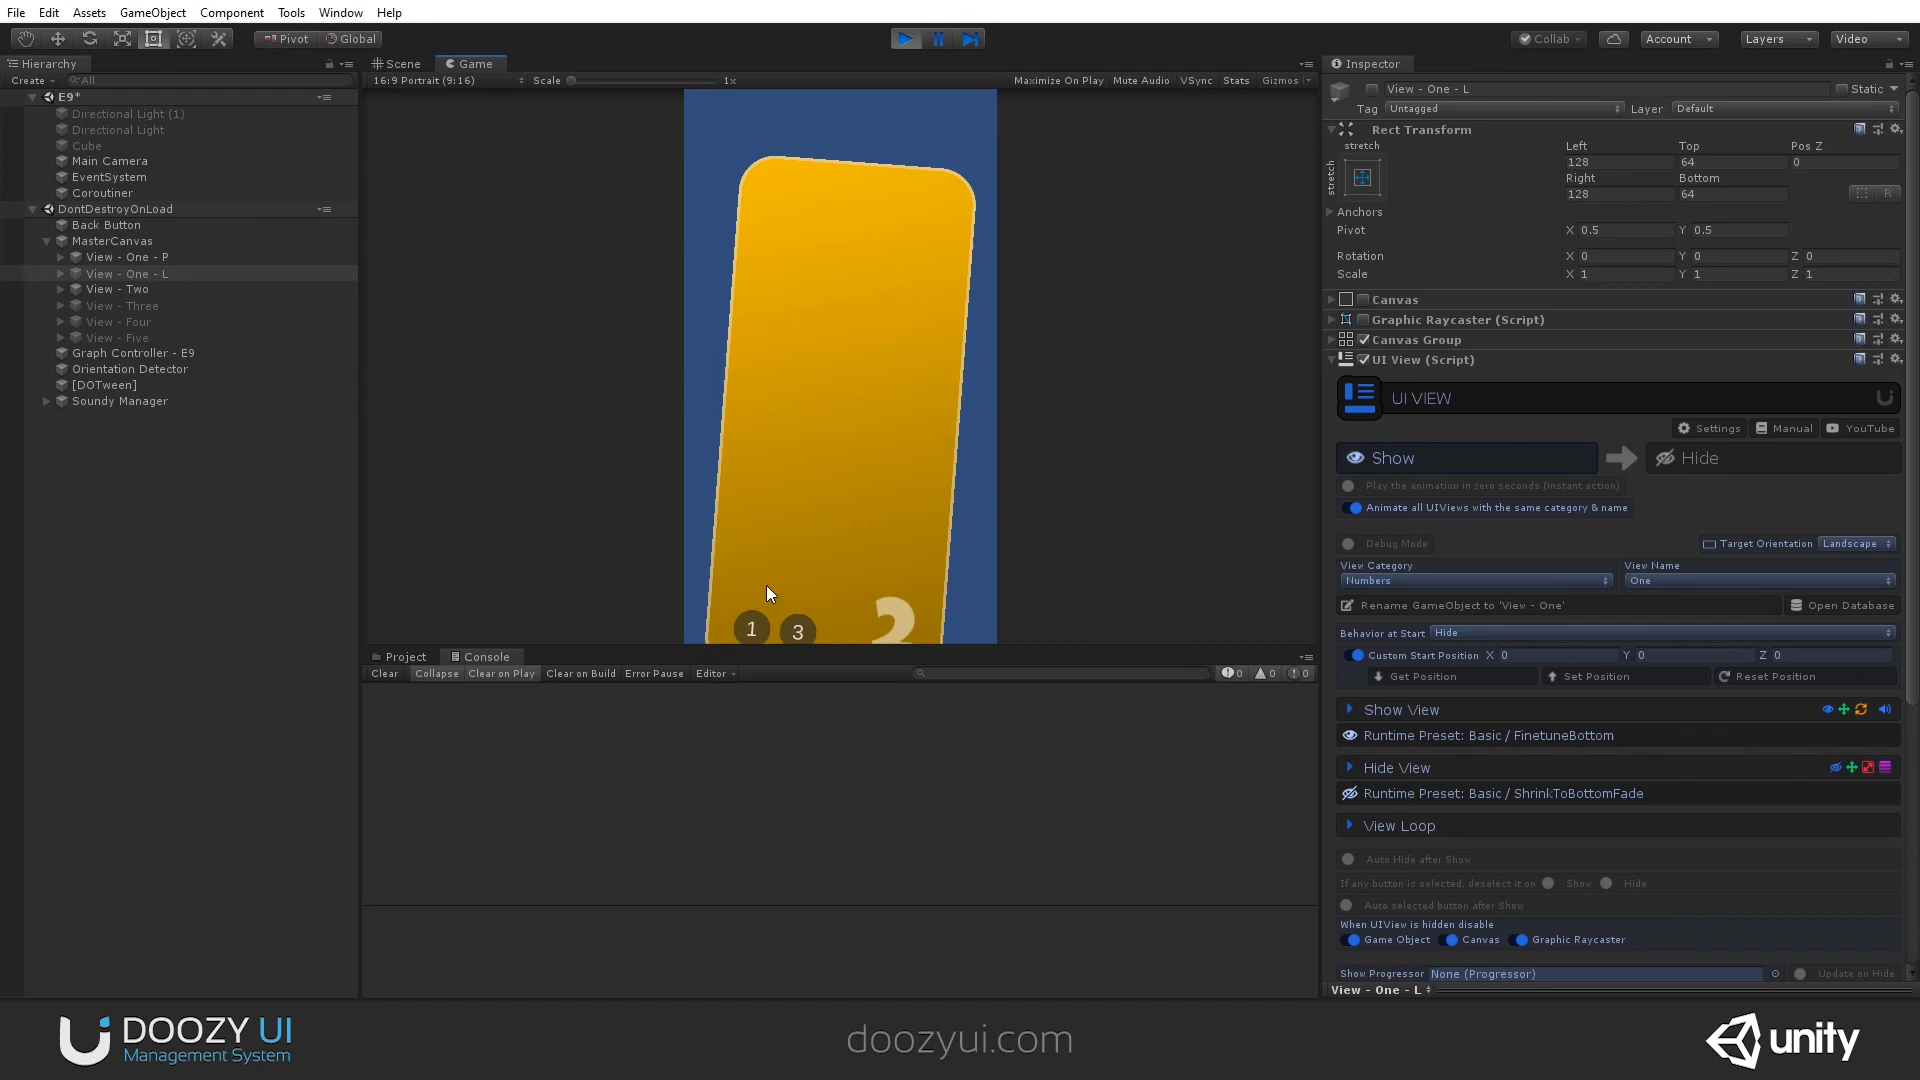 File Edit Assets GameObject Component Tools Window Help
Pivot Global Collab Account Layers Video
Hierarchy
Create All
E9*
Directional Light (1)
Directional Light
Cube
Main Camera
EventSystem
Coroutiner
DontDestroyOnLoad
Back Button
MasterCanvas
View - One - P
View - One - L
View - Two
View - Three
View - Four
View - Five
Graph Controller - E9
Orientation Detector
[DOTween]
Soundy Manager
Scene Game
16:9 Portrait (9:16) Scale 1x Maximize On Play Mute Audio VSync Stats Gizmos
1 3 2
Project Console
Clear Collapse Clear on Play Clear on Build Error Pause Editor 0 0 0
Inspector
View - One - L Static
Tag Untagged Layer Default
Rect Transform
stretch Left Top Pos Z
stretch 128 64 0
Right Bottom
128 64 R
Anchors
Pivot X 0.5 Y 0.5
Rotation X 0 Y 0 Z 0
Scale X 1 Y 1 Z 1
Canvas
Graphic Raycaster (Script)
Canvas Group
UI View (Script)
UI VIEW
Settings Manual YouTube
Show Hide
Play the animation in zero seconds (instant action)
Animate all UIViews with the same category & name
Debug Mode Target Orientation Landscape
View Category View Name
Numbers One
Rename GameObject to 'View - One' Open Database
Behavior at Start Hide
Custom Start Position X 0 Y 0 Z 0
Get Position Set Position Reset Position
Show View
Runtime Preset: Basic / FinetuneBottom
Hide View
Runtime Preset: Basic / ShrinkToBottomFade
View Loop
Auto Hide after Show
If any button is selected, deselect it on Show Hide
Auto selected button after Show
When UIView is hidden disable
Game Object Canvas Graphic Raycaster
Show Progressor None (Progressor) Update on Hide
View - One - L
DOOZY UI
Management System
doozyui.com
unity